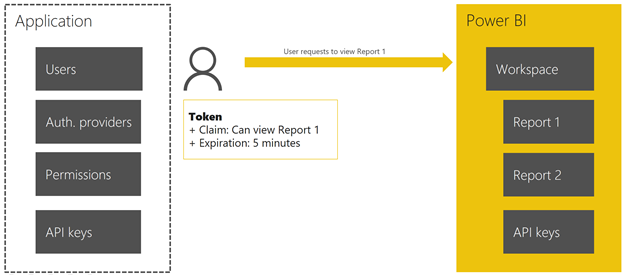 Application
Users
Auth. providers
Permissions
API keys
User requests to view Report 1
Token
+ Claim: Can view Report 1
+ Expiration: 5 minutes
Power BI
Workspace
Report 1
Report 2
API keys